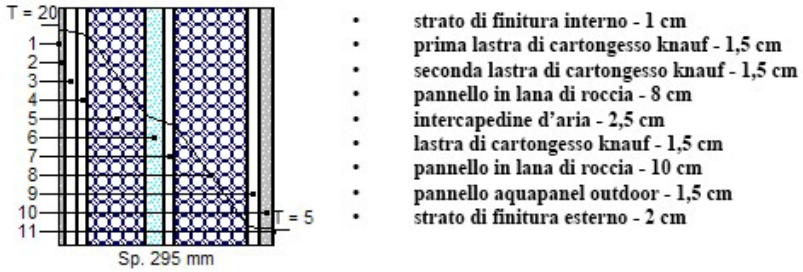 T = 20
1
2
3
4
5
6
7
8
9
10
11
T = 5
Sp. 295 mm
• strato di finitura interno - 1 cm
• prima lastra di cartongesso knauf - 1,5 cm
• seconda lastra di cartongesso knauf - 1,5 cm
• pannello in lana di roccia - 8 cm
• intercapedine d'aria - 2,5 cm
• lastra di cartongesso knauf - 1,5 cm
• pannello in lana di roccia - 10 cm
• pannello aquapanel outdoor - 1,5 cm
• strato di finitura esterno - 2 cm